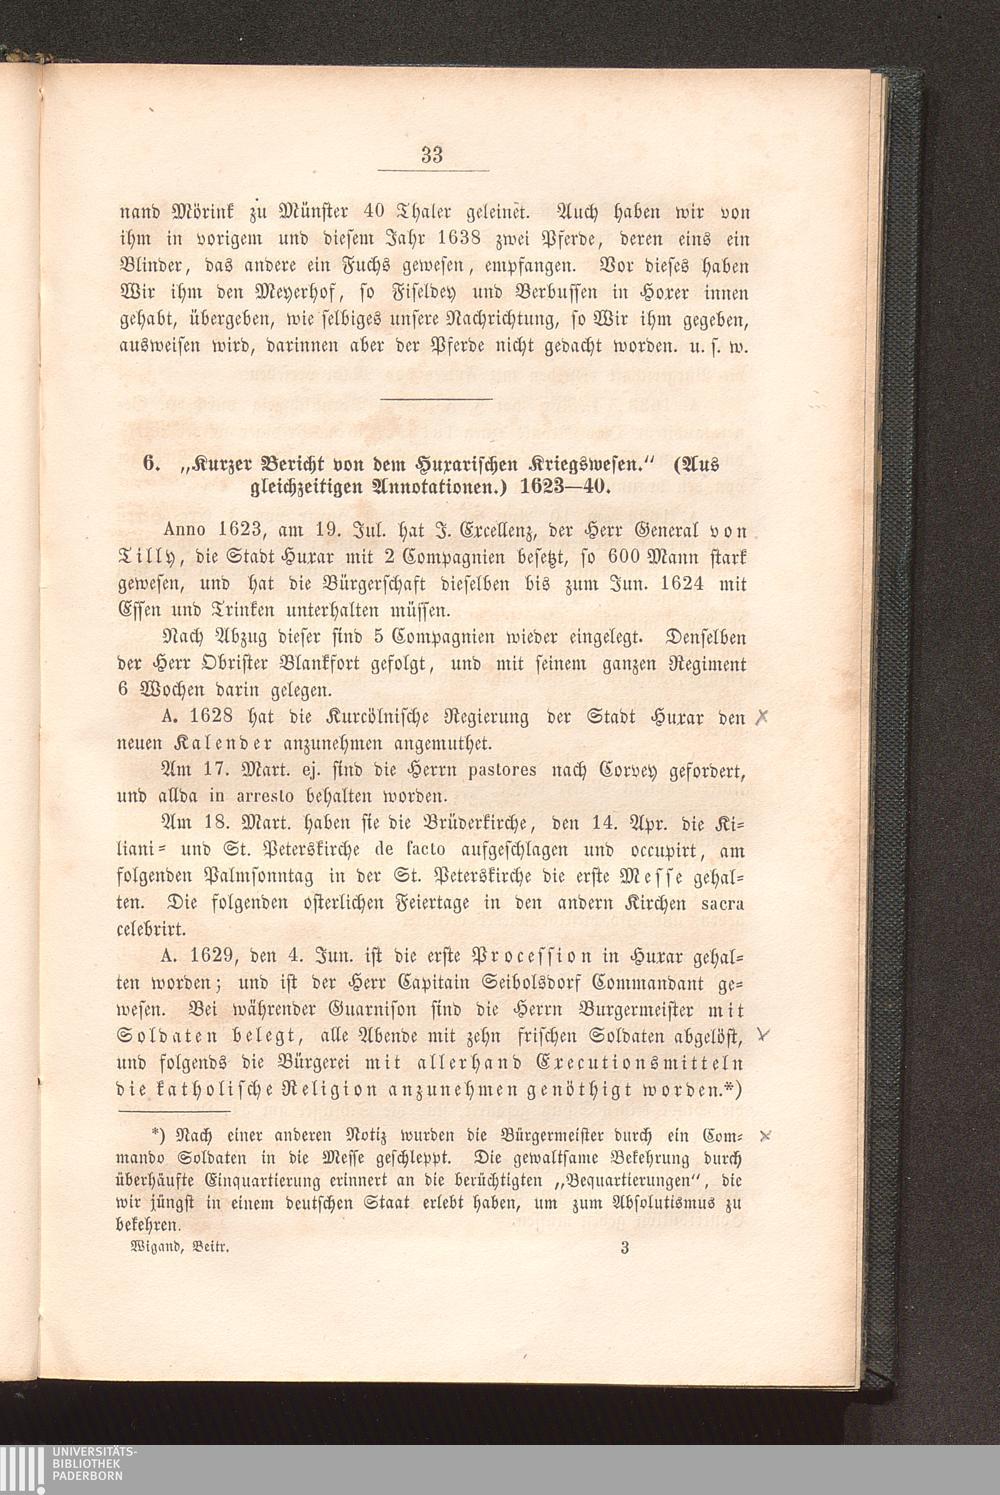 33
nand Mörink zu Münster 40 Thaler geleinet. Auch haben wir von
ihm in vorigem und diesem Jahr 1638 zwei Pferde, deren eins ein
Blinder, das andere ein Fuchs gewesen, empfangen. Vor dieses haben
Wir ihm den Meyerhof, so Fiseldey und Verbussen in Hoxer innen
gehabt, übergeben, wie selbiges unsere Nachrichtung, so Wir ihm gegeben,
ausweisen wird, darinnen aber der Pferde nicht gedacht worden. u. s. w.
6. „Kurzer Bericht von dem Huxarischen Kriegswesen.“ (Aus
gleichzeitigen Annotationen.) 1623—40.
Anno 1623, am 19. Jul. hat J. Excellenz, der Herr General von
Tilly, die Stadt Huxar mit 2 Compagnien besetzt, so 600 Mann stark
gewesen, und hat die Bürgerschaft dieselben bis zum Jun. 1624 mit
Essen und Trinken unterhalten müssen.
Nach Abzug dieser sind 5 Compagnien wieder eingelegt. Denselben
der Herr Obrister Blankfort gefolgt, und mit seinem ganzen Regiment
6 Wochen darin gelegen.
A. 1628 hat die Kurcölnische Regierung der Stadt Huxar den
neuen Kalender anzunehmen angemuthet.
Am 17. Mart. ej. sind die Herrn pastores nach Corvey gefordert,
und allda in arresto behalten worden.
Am 18. Mart. haben sie die Brüderkirche, den 14. Apr. die Ki-
liani- und St. Peterskirche de facto aufgeschlagen und occupirt, am
folgenden Palmsonntag in der St. Peterskirche die erste Messe gehal-
ten. Die folgenden osterlichen Feiertage in den andern Kirchen sacra
celebrirt.
A. 1629, den 4. Jun. ist die erste Procession in Huxar gehal-
ten worden; und ist der Herr Capitain Seibolsdorf Commandant ge-
wesen. Bei währender Guarnison sind die Herrn Burgermeister mit
Soldaten belegt, alle Abende mit zehn frischen Soldaten abgelöst,
und folgends die Bürgerei mit allerhand Executionsmitteln
die katholische Religion anzunehmen genöthigt worden.*)
*) Nach einer anderen Notiz wurden die Bürgermeister durch ein Com-
mando Soldaten in die Messe geschleppt. Die gewaltsame Bekehrung durch
überhäufte Einquartierung erinnert an die berüchtigten „Bequartierungen“, die
wir jüngst in einem deutschen Staat erlebt haben, um zum Absolutismus zu
bekehren.
Wigand, Beitr. 3
UNIVERSITÄTS-
BIBLIOTHEK
PADERBORN